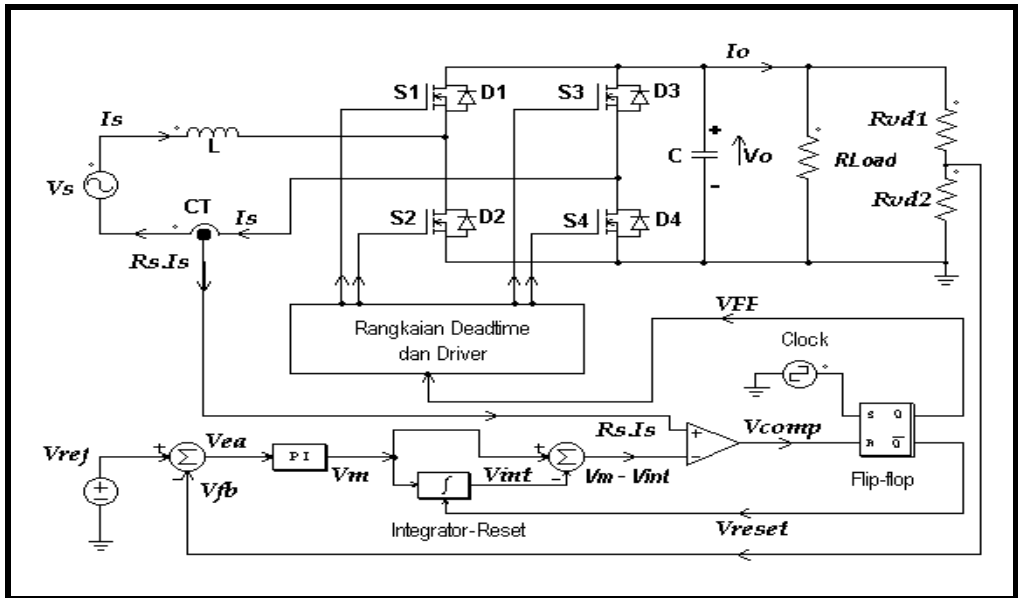 Io
S1
D1
S3
D3
Is
L
Rvd1
C
+
Vo
-
RLoad
Vs
CT
Is
S2
D2
S4
D4
Rvd2
Rs.Is
VFF
Rangkaian Deadtime
dan Driver
Clock
S Q
R Q
Rs.Is
Vcomp
Vref
Vea
PI
Vm
Vint
Vm - Vint
Flip-flop
Vfb
∫
Integrator-Reset
Vreset